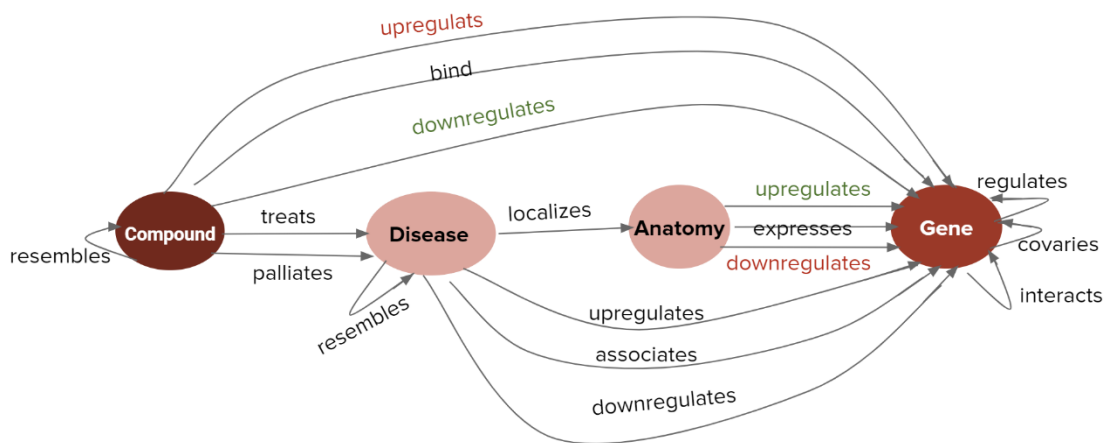 upregulats
bind
downregulates
Compound
resembles
treats
palliates
Disease
resembles
localizes
Anatomy
upregulates
expresses
downregulates
Gene
regulates
covaries
interacts
upregulates
associates
downregulates